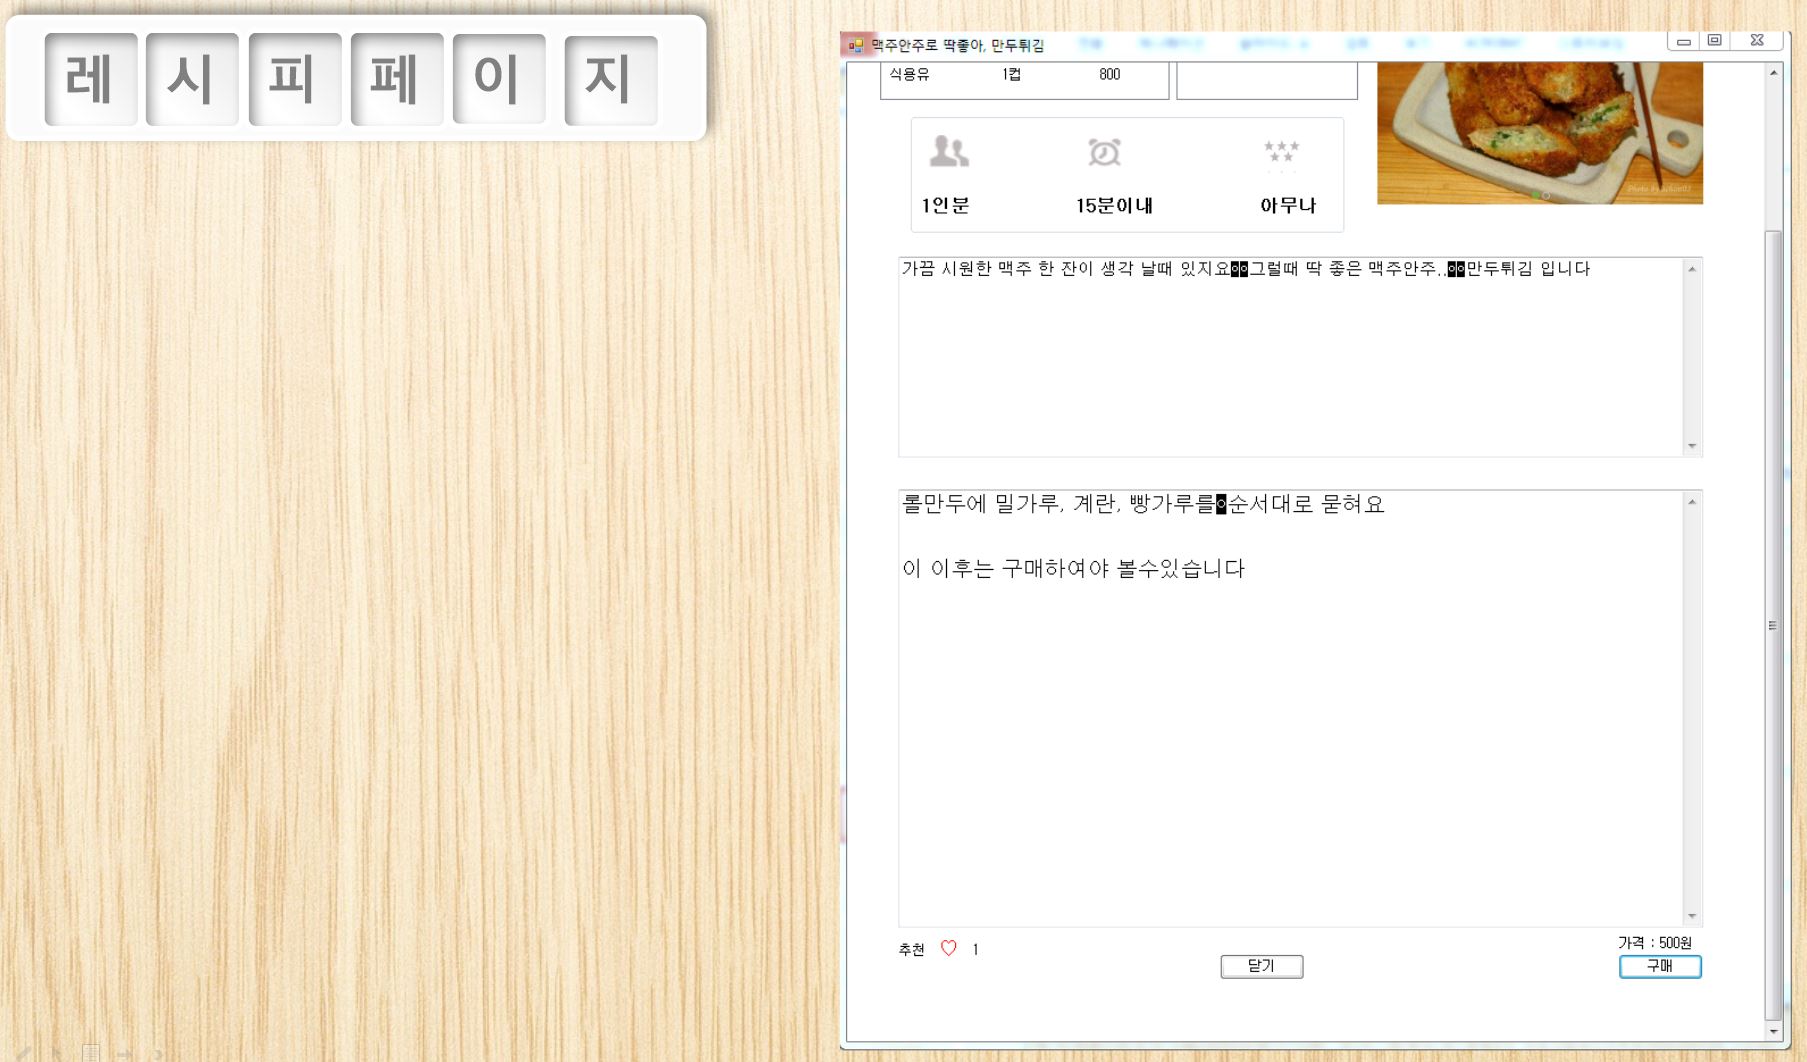 레시피페이지
맥주안주로 딱좋아, 만두튀김
식용유 1컵 800
1인분 15분이내 아무나
Photo by
가끔 시원한 맥주 한 잔이 생각 날때 있지요그럴때 딱 좋은 맥주안주..만두튀김 입니다
롤만두에 밀가루, 계란, 빵가루를순서대로 묻혀요
이 이후는 구매하여야 볼수있습니다
추천 ♡ 1
가격 : 500원
닫기 구매